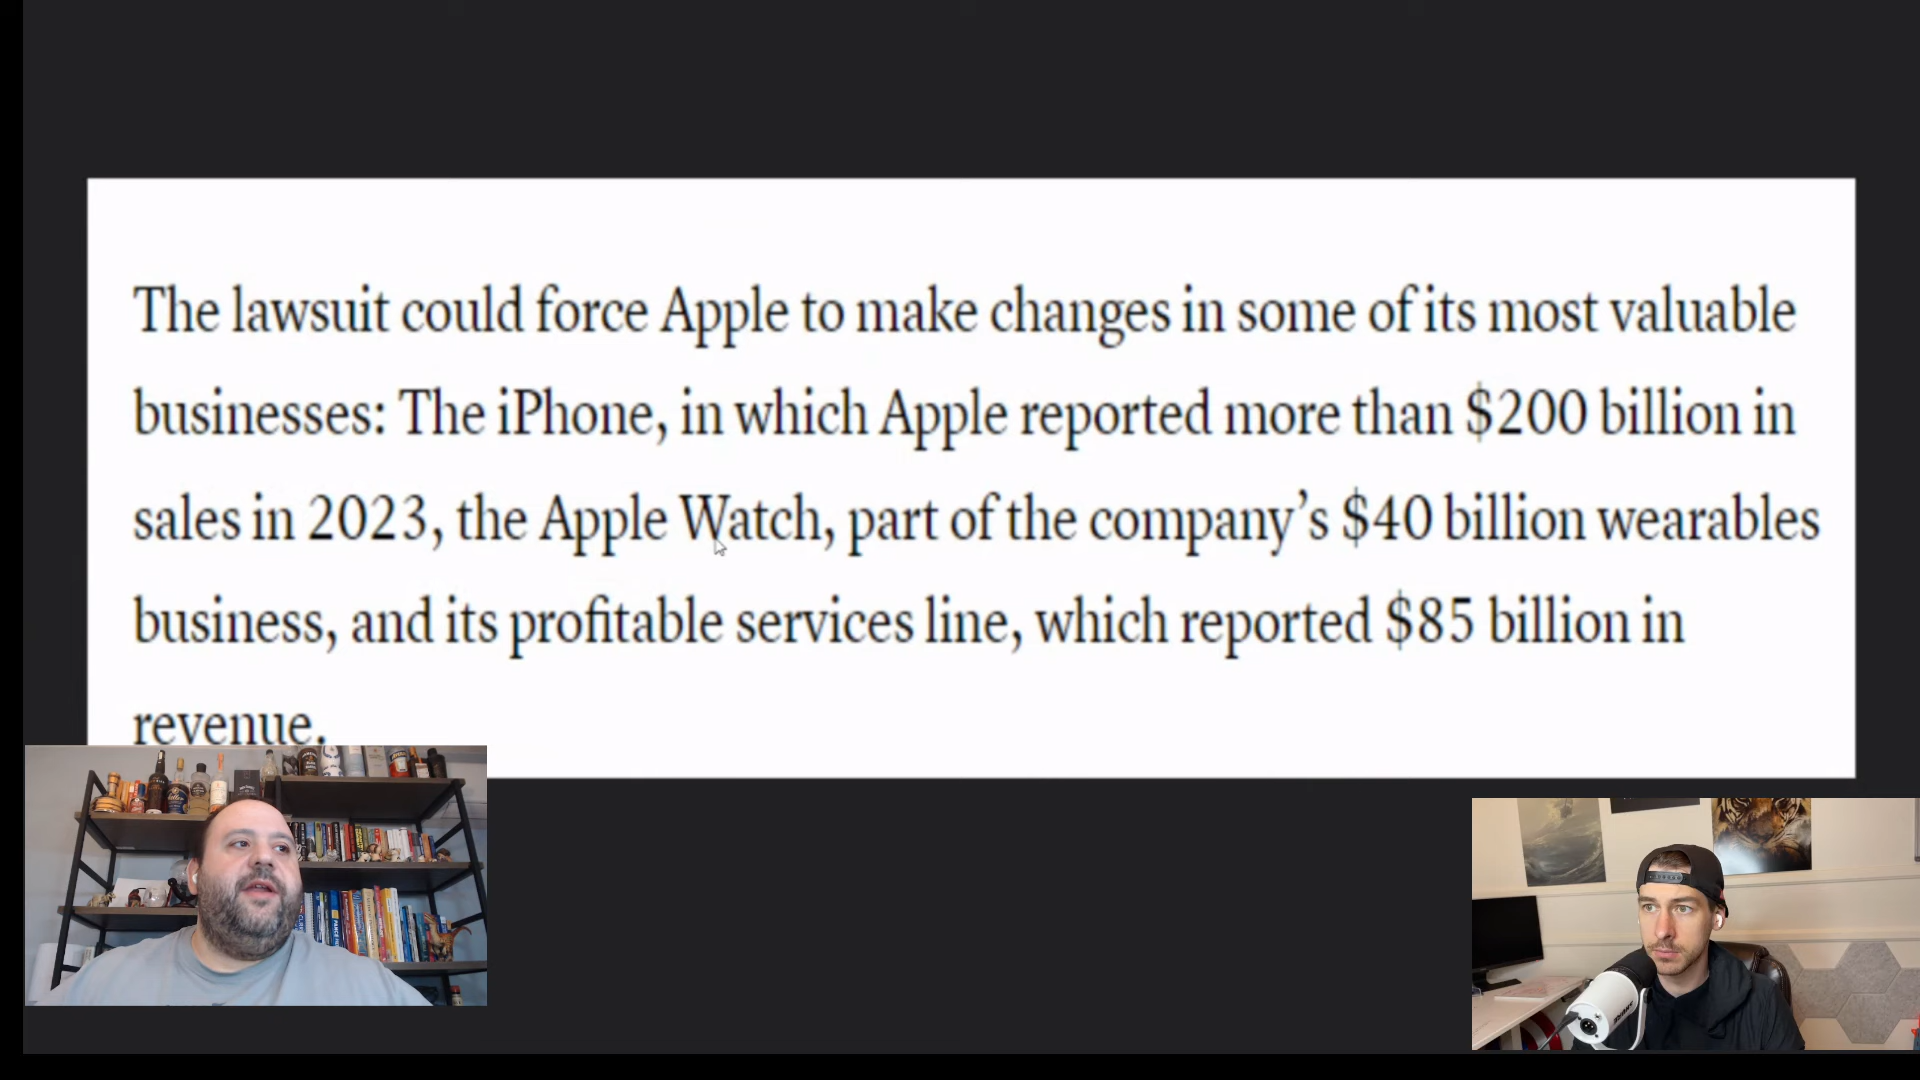 The lawsuit could force Apple to make changes in some of its most valuable
businesses: The iPhone, in which Apple reported more than $200 billion in
sales in 2023, the Apple Watch, part of the company’s $40 billion wearables
business, and its profitable services line, which reported $85 billion in
revenue.